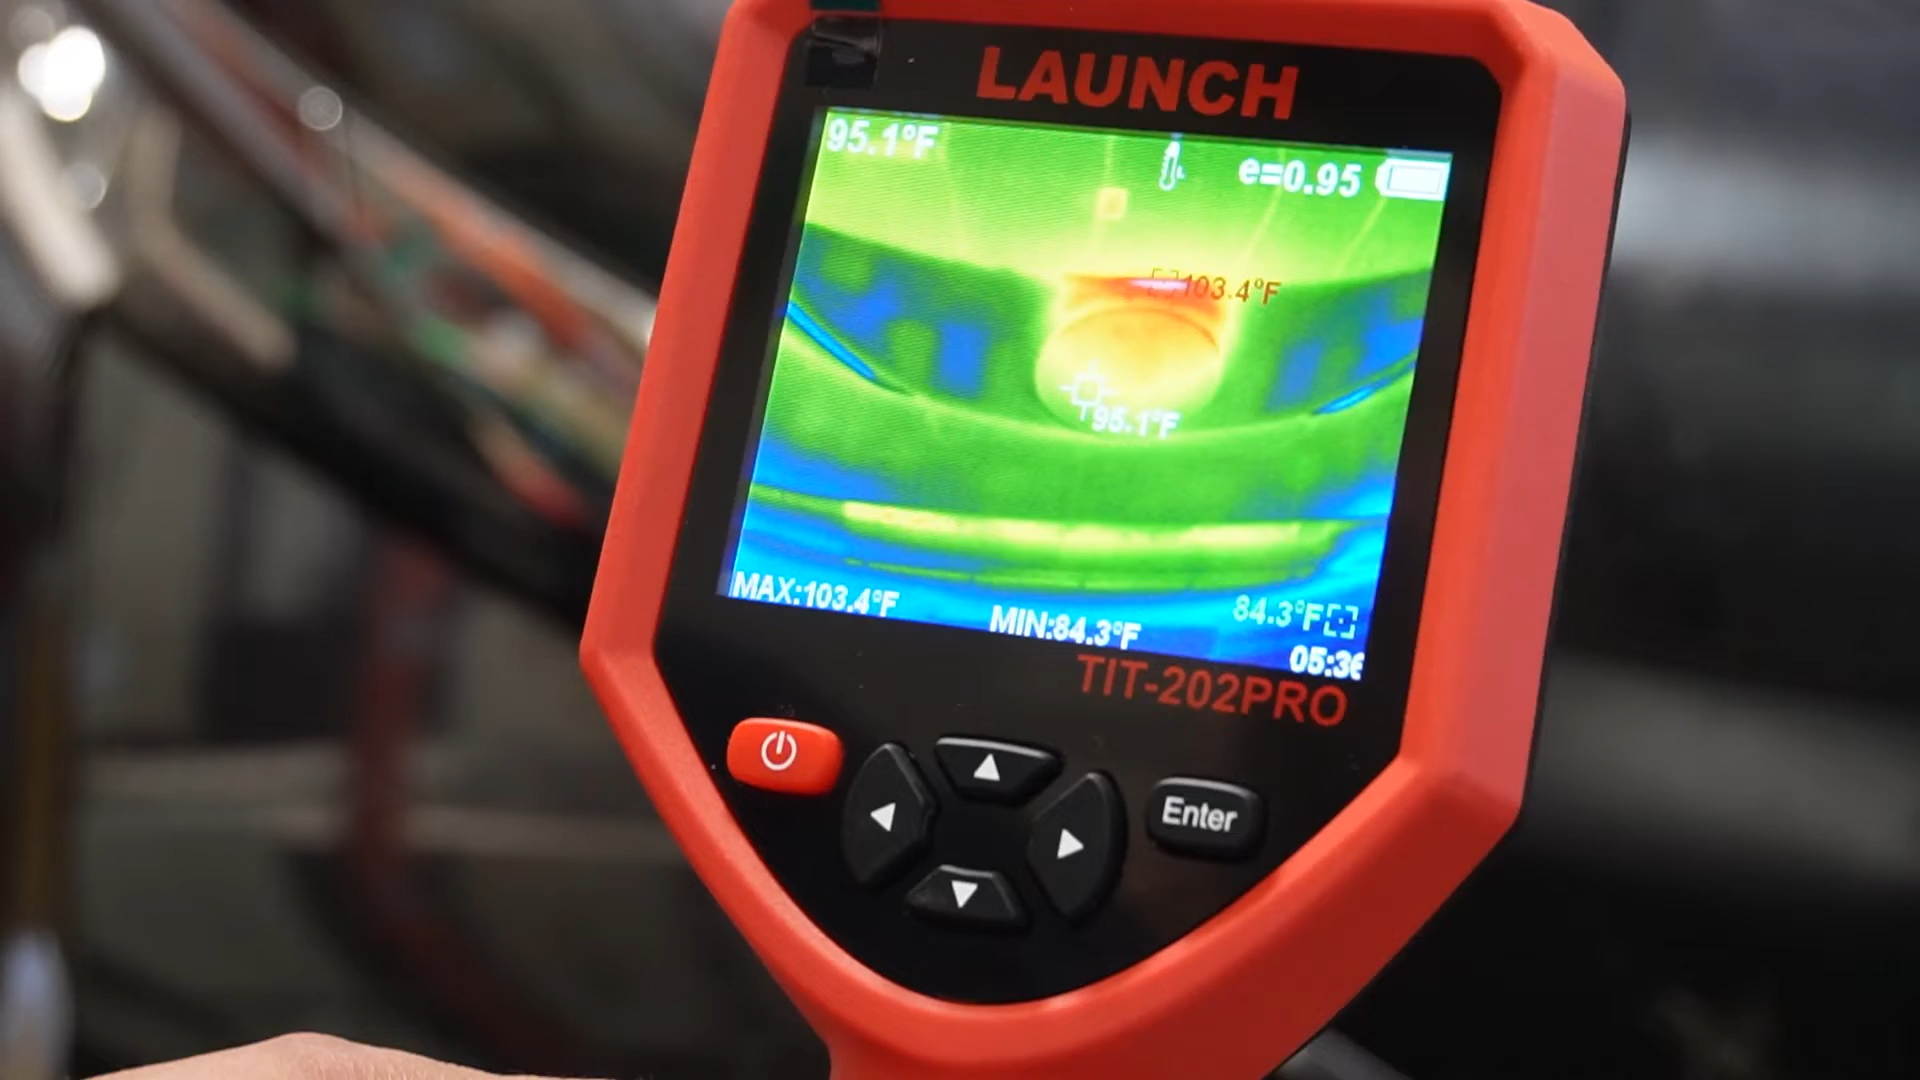 LAUNCH
95.1°F
e=0.95
103.4°F
95.1°F
MAX:103.4°F
MIN:84.3°F
84.3°F
05:36
TIT-202PRO
Enter